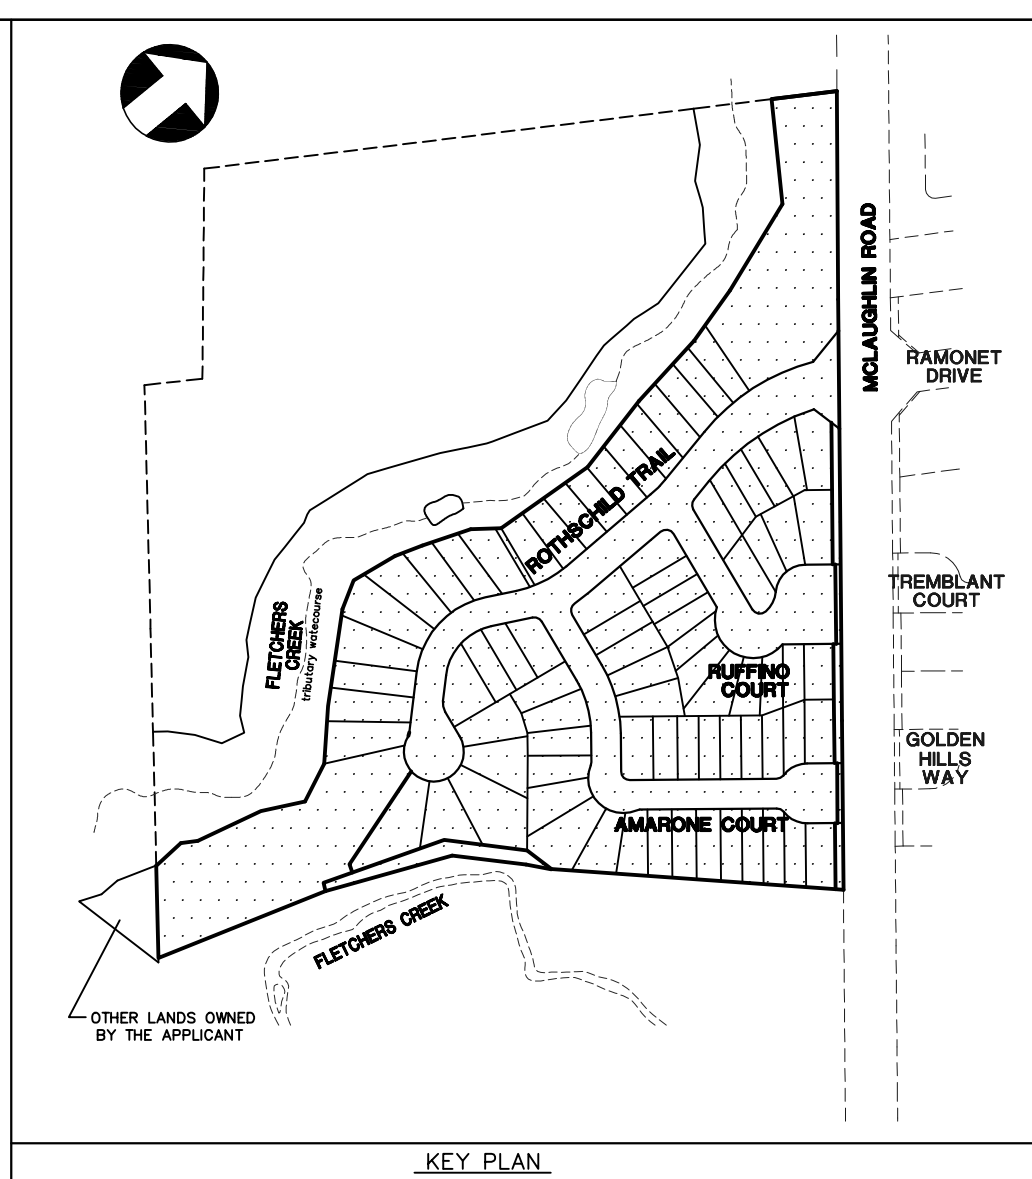 MCLAUGHLIN ROAD
RAMONET
DRIVE
ROTHSCHILD TRAIL
TREMBLANT
COURT
FLETCHERS
CREEK
tributary watecourse
RUFFINO
COURT
GOLDEN
HILLS
WAY
AMARONE COURT
FLETCHERS CREEK
OTHER LANDS OWNED
BY THE APPLICANT
KEY PLAN